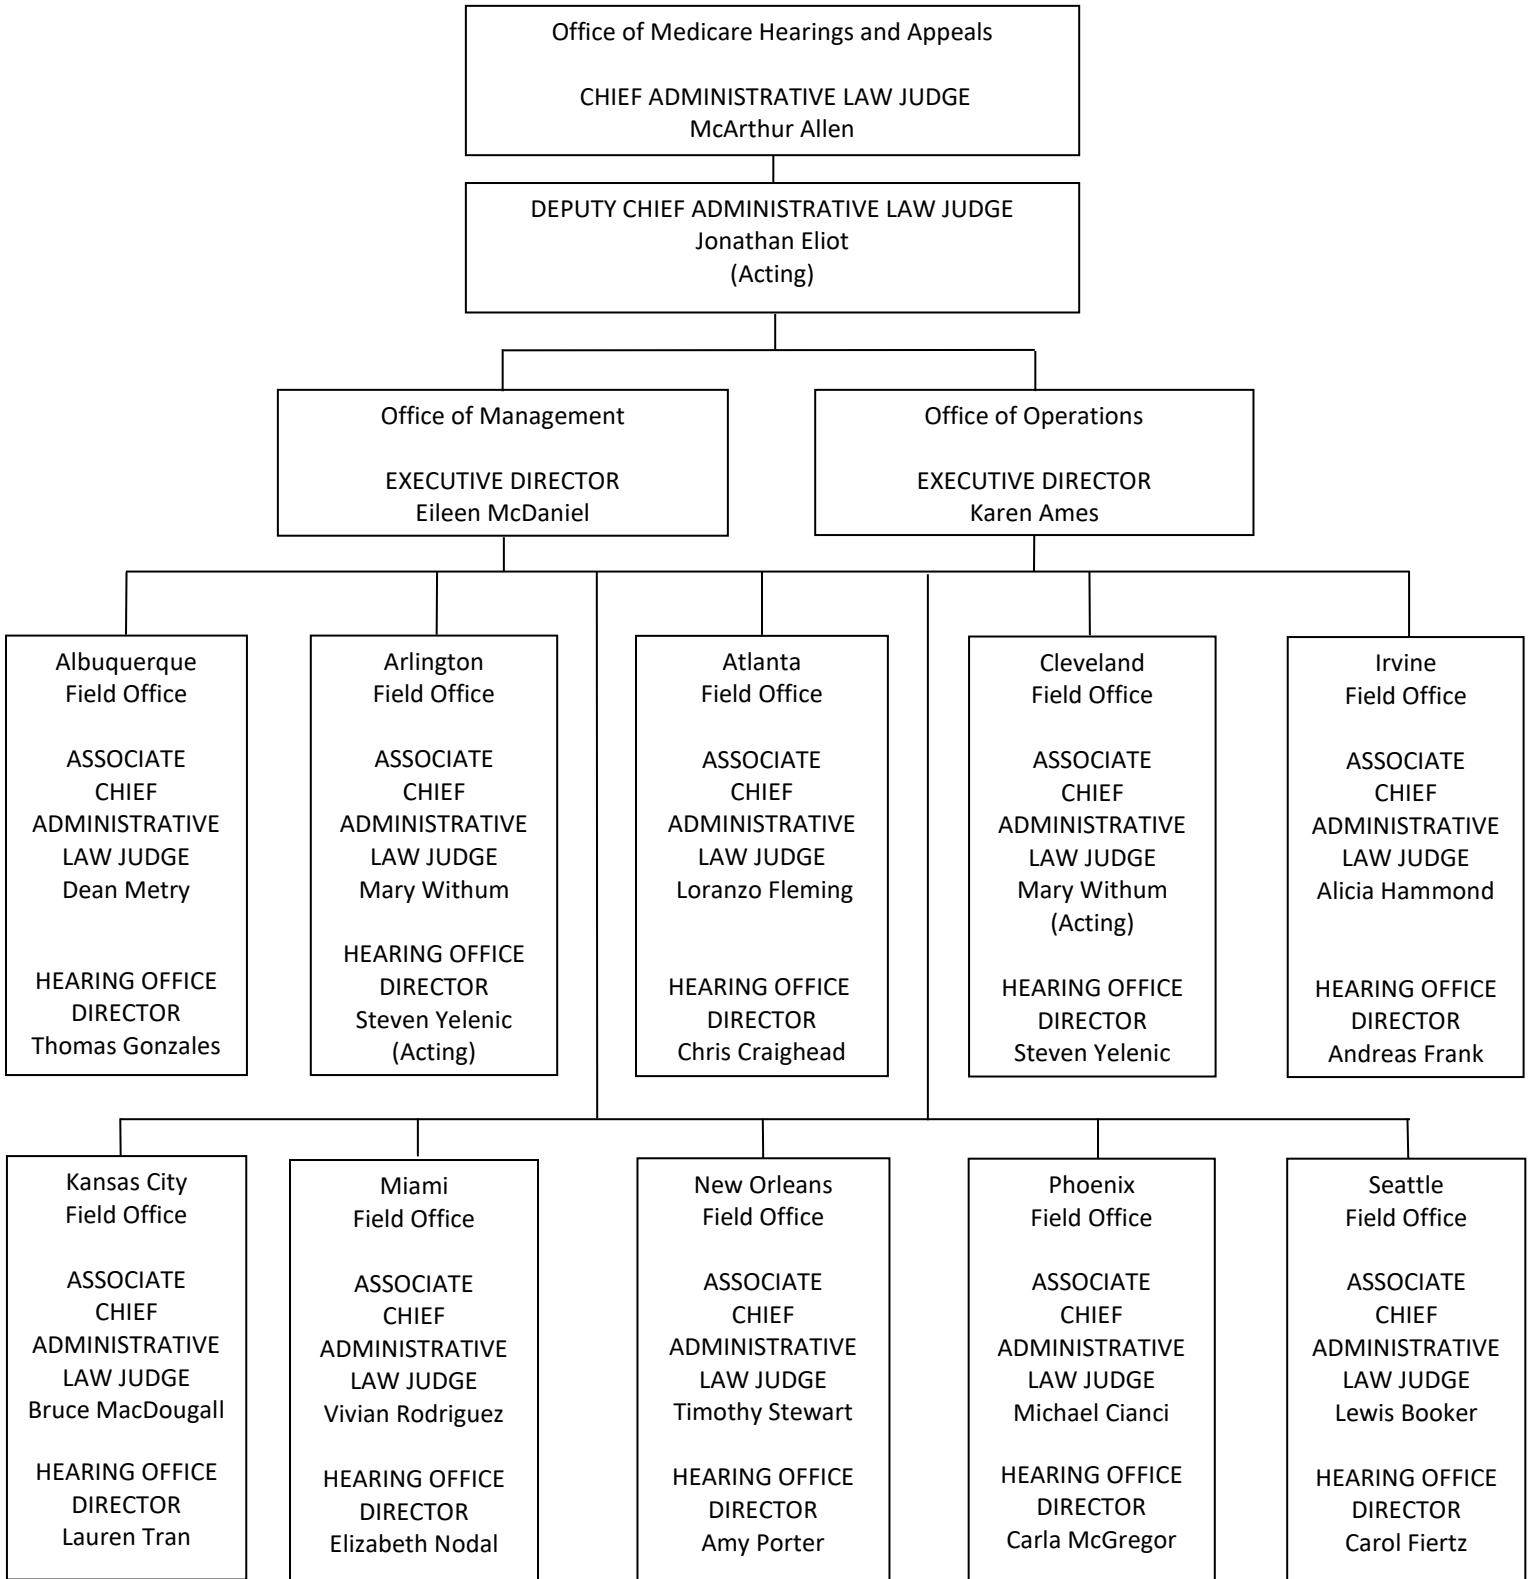 Office of Medicare Hearings and Appeals
CHIEF ADMINISTRATIVE LAW JUDGE
McArthur Allen
DEPUTY CHIEF ADMINISTRATIVE LAW JUDGE
Jonathan Eliot
(Acting)
Office of Management
EXECUTIVE DIRECTOR
Eileen McDaniel
Office of Operations
EXECUTIVE DIRECTOR
Karen Ames
Albuquerque
Field Office
ASSOCIATE
CHIEF
ADMINISTRATIVE
LAW JUDGE
Dean Metry
HEARING OFFICE
DIRECTOR
Thomas Gonzales
Arlington
Field Office
ASSOCIATE
CHIEF
ADMINISTRATIVE
LAW JUDGE
Mary Withum
HEARING OFFICE
DIRECTOR
Steven Yelenic
(Acting)
Atlanta
Field Office
ASSOCIATE
CHIEF
ADMINISTRATIVE
LAW JUDGE
Loranzo Fleming
HEARING OFFICE
DIRECTOR
Chris Craighead
Cleveland
Field Office
ASSOCIATE
CHIEF
ADMINISTRATIVE
LAW JUDGE
Mary Withum
(Acting)
HEARING OFFICE
DIRECTOR
Steven Yelenic
Irvine
Field Office
ASSOCIATE
CHIEF
ADMINISTRATIVE
LAW JUDGE
Alicia Hammond
HEARING OFFICE
DIRECTOR
Andreas Frank
Kansas City
Field Office
ASSOCIATE
CHIEF
ADMINISTRATIVE
LAW JUDGE
Bruce MacDougall
HEARING OFFICE
DIRECTOR
Lauren Tran
Miami
Field Office
ASSOCIATE
CHIEF
ADMINISTRATIVE
LAW JUDGE
Vivian Rodriguez
HEARING OFFICE
DIRECTOR
Elizabeth Nodal
New Orleans
Field Office
ASSOCIATE
CHIEF
ADMINISTRATIVE
LAW JUDGE
Timothy Stewart
HEARING OFFICE
DIRECTOR
Amy Porter
Phoenix
Field Office
ASSOCIATE
CHIEF
ADMINISTRATIVE
LAW JUDGE
Michael Cianci
HEARING OFFICE
DIRECTOR
Carla McGregor
Seattle
Field Office
ASSOCIATE
CHIEF
ADMINISTRATIVE
LAW JUDGE
Lewis Booker
HEARING OFFICE
DIRECTOR
Carol Fiertz